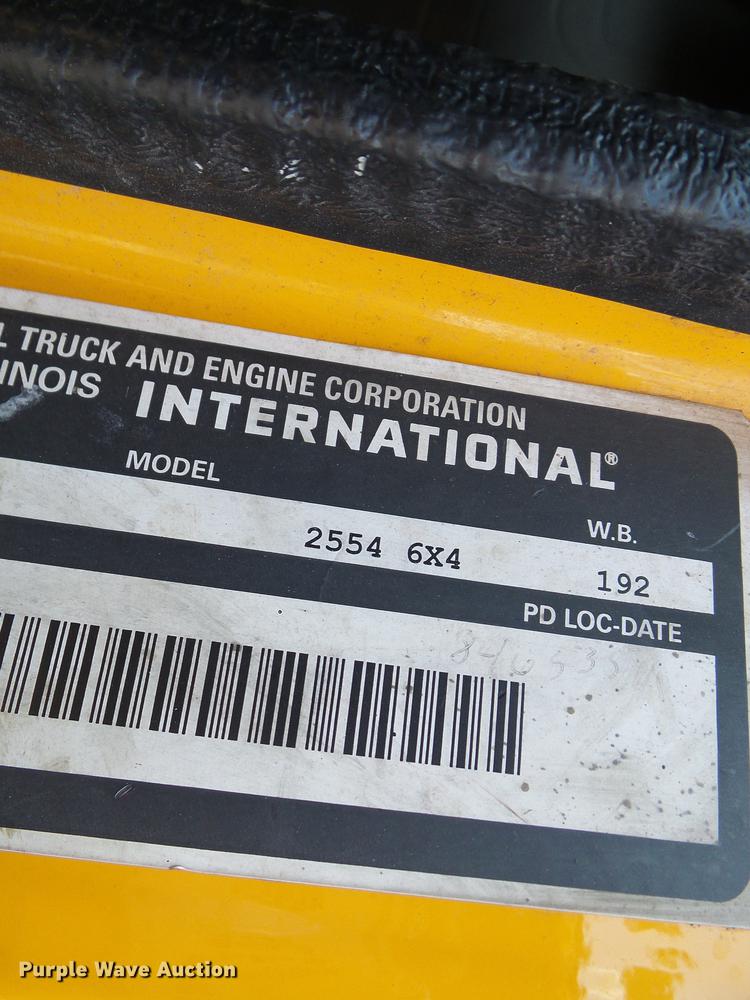 L TRUCK AND ENGINE CORPORATION
INOIS INTERNATIONAL®
MODEL
W.B.
2554 6X4
192
PD LOC-DATE
Purple Wave Auction